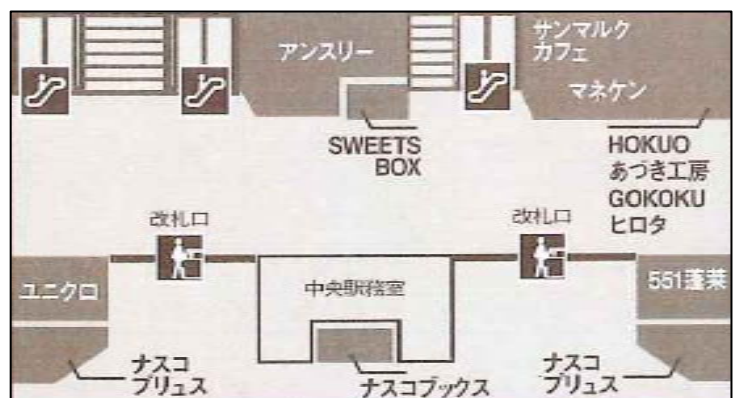 アンスリー
サンマルク
カフェ
マネケン
SWEETS
BOX
HOKUO
あづき工房
GOKOKU
ヒロタ
改札口
改札口
ユニクロ
中央駅務室
551蓬莱
ナスコ
プリュス
ナスコブックス
ナスコ
プリュス